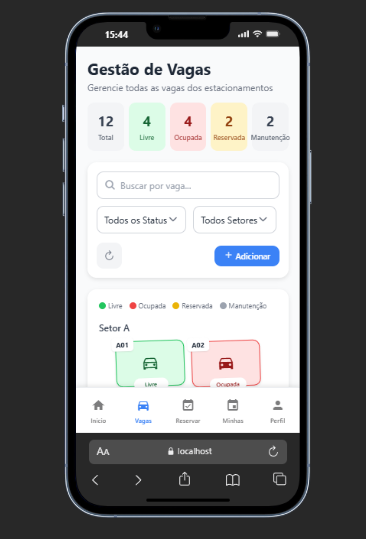 15:44
Gestão de Vagas
Gerencie todas as vagas dos estacionamentos
12 4 4 2 2
Total Livre Ocupada Reservada Manutenção
Buscar por vaga...
Todos os Status Todos Setores
+ Adicionar
Livre Ocupada Reservada Manutenção
Setor A
A01 A02
Livre Ocupada
Início Vagas Reservar Minhas Perfil
AA localhost